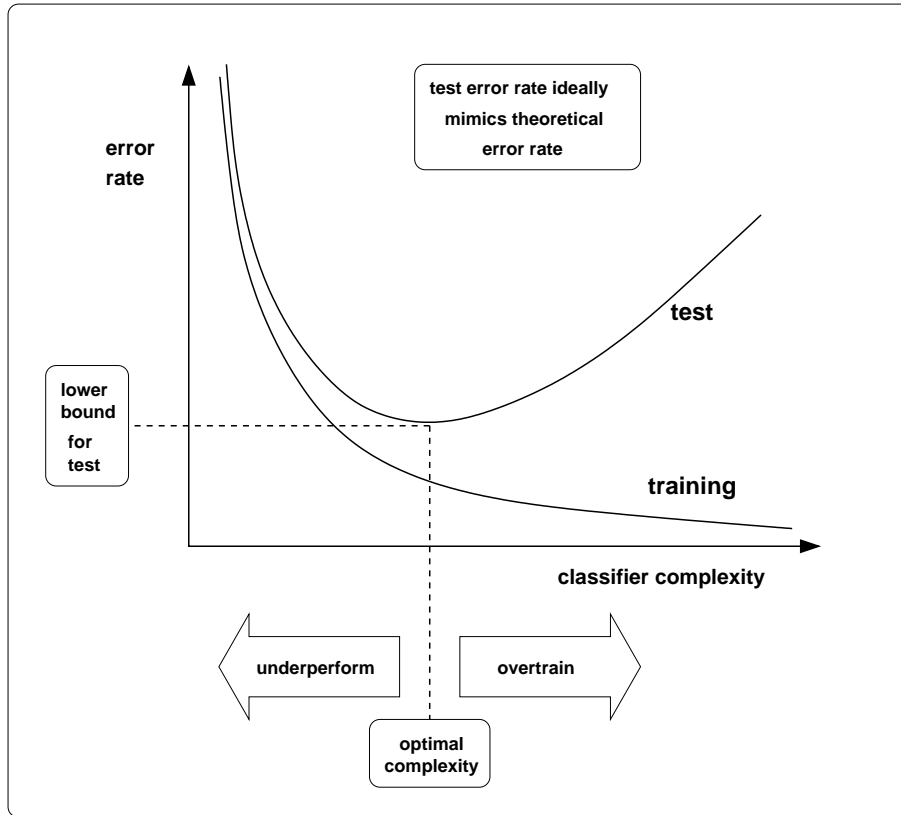 test error rate ideally
mimics theoretical
error rate
error
rate
test
lower
bound
for
test
training
classifier complexity
underperform
overtrain
optimal
complexity